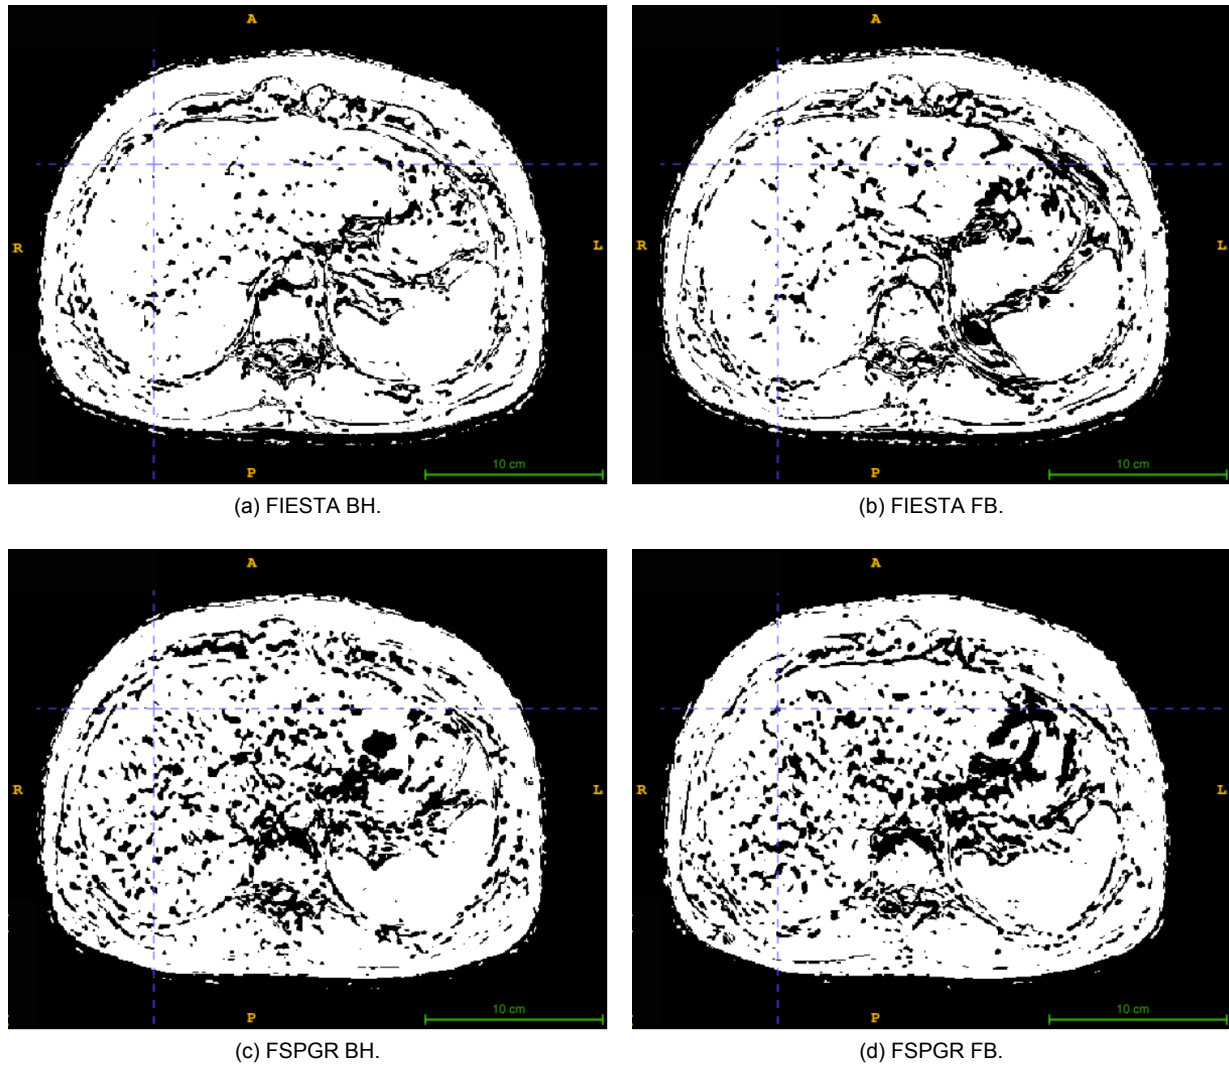 A
R
L
P
10 cm
(a) FIESTA BH.
A
R
L
P
10 cm
(b) FIESTA FB.
A
R
L
P
10 cm
(c) FSPGR BH.
A
R
L
P
10 cm
(d) FSPGR FB.